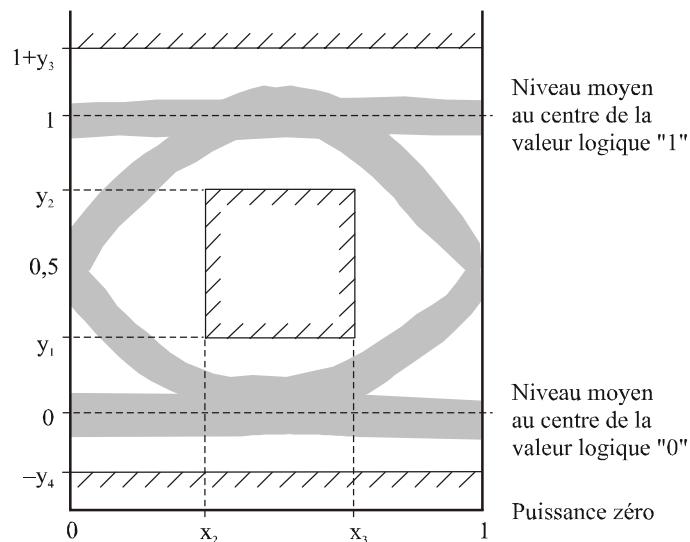 1+y₃
1
y₂
0,5
y₁
0
–y₄
0
x₂
x₃
1
Niveau moyen
au centre de la
valeur logique "1"
Niveau moyen
au centre de la
valeur logique "0"
Puissance zéro